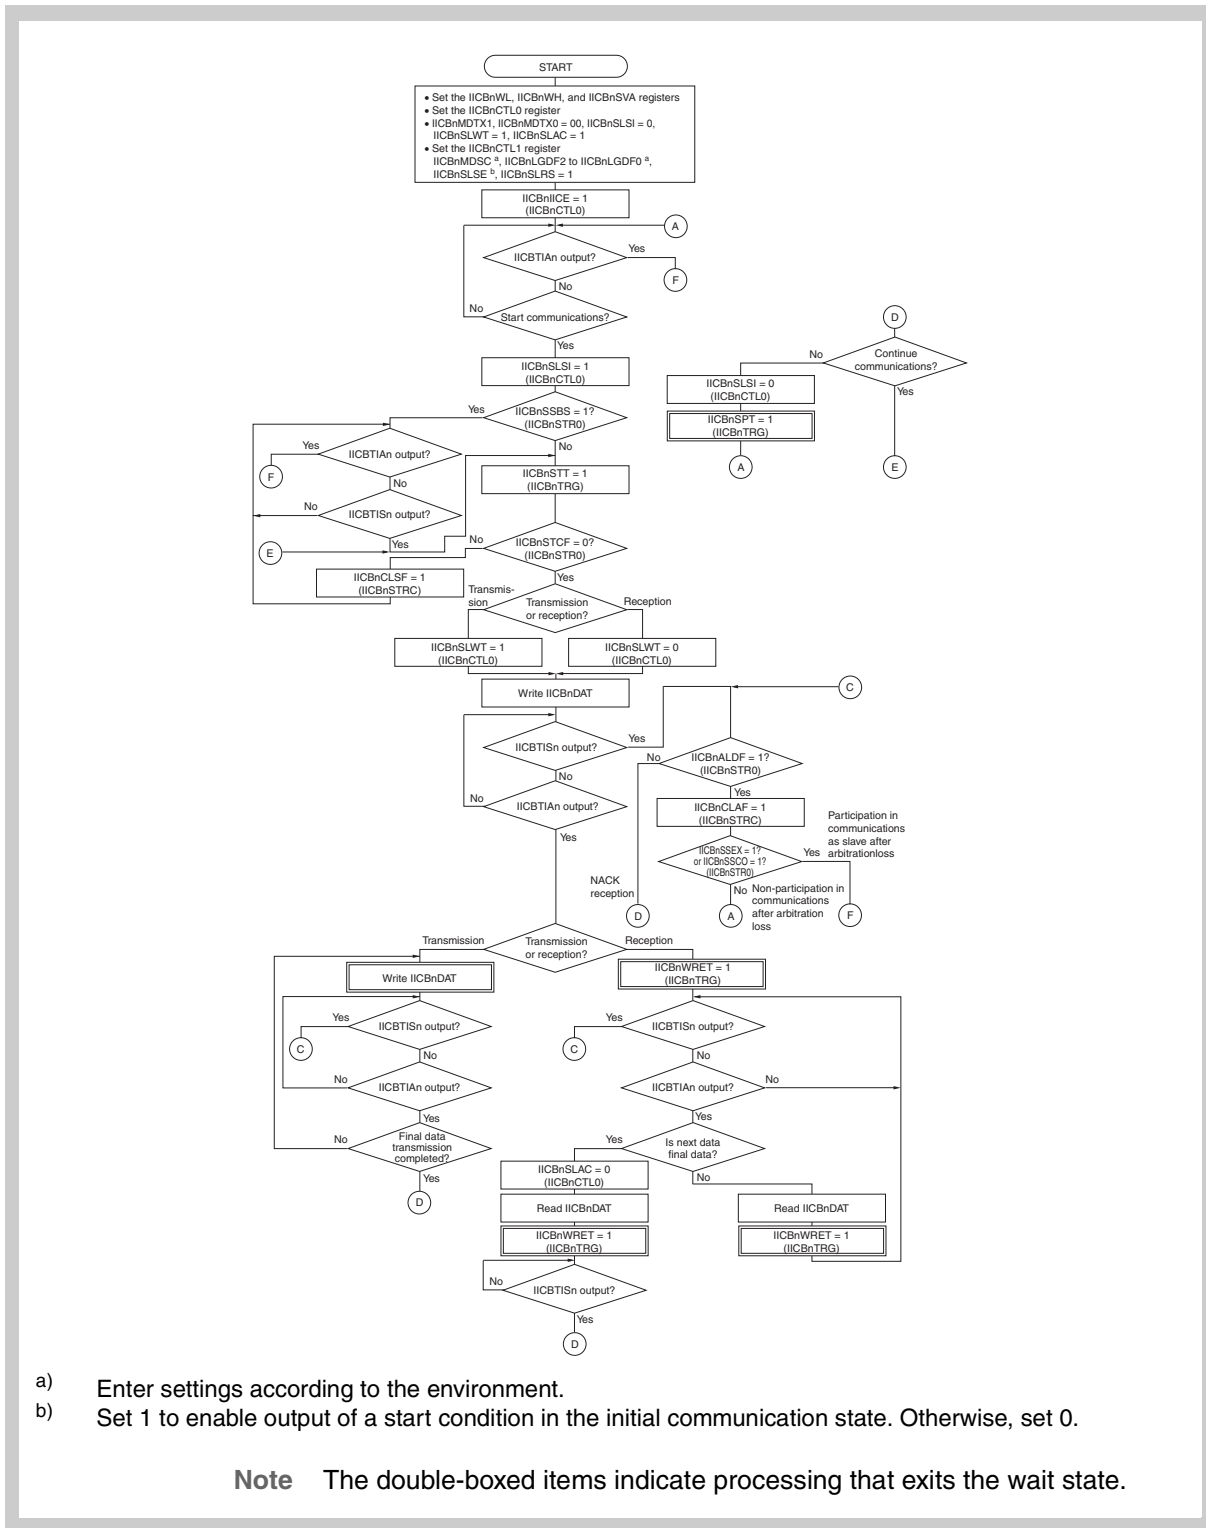 START
• Set the IICBnWL, IICBnWH, and IICBnSVA registers
• Set the IICBnCTL0 register
• IICBnMDTX1, IICBnMDTX0 = 00, IICBnSLSI = 0,
IICBnSLWT = 1, IICBnSLAC = 1
• Set the IICBnCTL1 register
IICBnMDSC a, IICBnLGDF2 to IICBnLGDF0 a,
IICBnSLSE b, IICBnSLRS = 1
IICBnIICE = 1
(IICBnCTL0)
A
IICBTIAn output?
Yes
F
No
Start communications?
No
Yes
IICBnSLSI = 1
(IICBnCTL0)
D
Continue
communications?
No
Yes
IICBnSLSI = 0
(IICBnCTL0)
IICBnSPT = 1
(IICBnTRG)
A
E
IICBnSSBS = 1?
(IICBnSTR0)
Yes
No
IICBTIAn output?
Yes
F
No
IICBTISn output?
No
Yes
E
IICBnSTT = 1
(IICBnTRG)
IICBnSTCF = 0?
(IICBnSTR0)
No
Yes
IICBnCLSF = 1
(IICBnSTRC)
Transmis-
sion
Transmission
or reception?
Reception
IICBnSLWT = 1
(IICBnCTL0)
IICBnSLWT = 0
(IICBnCTL0)
Write IICBnDAT
C
IICBTISn output?
Yes
No
IICBTIAn output?
No
Yes
IICBnALDF = 1?
(IICBnSTR0)
No
Yes
IICBnCLAF = 1
(IICBnSTRC)
IICBnSSEX = 1?
or IICBnSSCO = 1?
(IICBnSTR0)
Yes
Participation in
communications
as slave after
arbitrationloss
NACK
reception
D
No
Non-participation in
communications
after arbitration
loss
A
F
Transmission
Transmission
or reception?
Reception
Write IICBnDAT
IICBnWRET = 1
(IICBnTRG)
IICBTISn output?
Yes
C
No
IICBTIAn output?
No
Yes
Final data
transmission
completed?
No
Yes
D
IICBTISn output?
Yes
C
No
IICBTIAn output?
No
Yes
Is next data
final data?
Yes
No
IICBnSLAC = 0
(IICBnCTL0)
Read IICBnDAT
IICBnWRET = 1
(IICBnTRG)
Read IICBnDAT
IICBnWRET = 1
(IICBnTRG)
IICBTISn output?
No
Yes
D
a) Enter settings according to the environment.
b) Set 1 to enable output of a start condition in the initial communication state. Otherwise, set 0.
Note The double-boxed items indicate processing that exits the wait state.